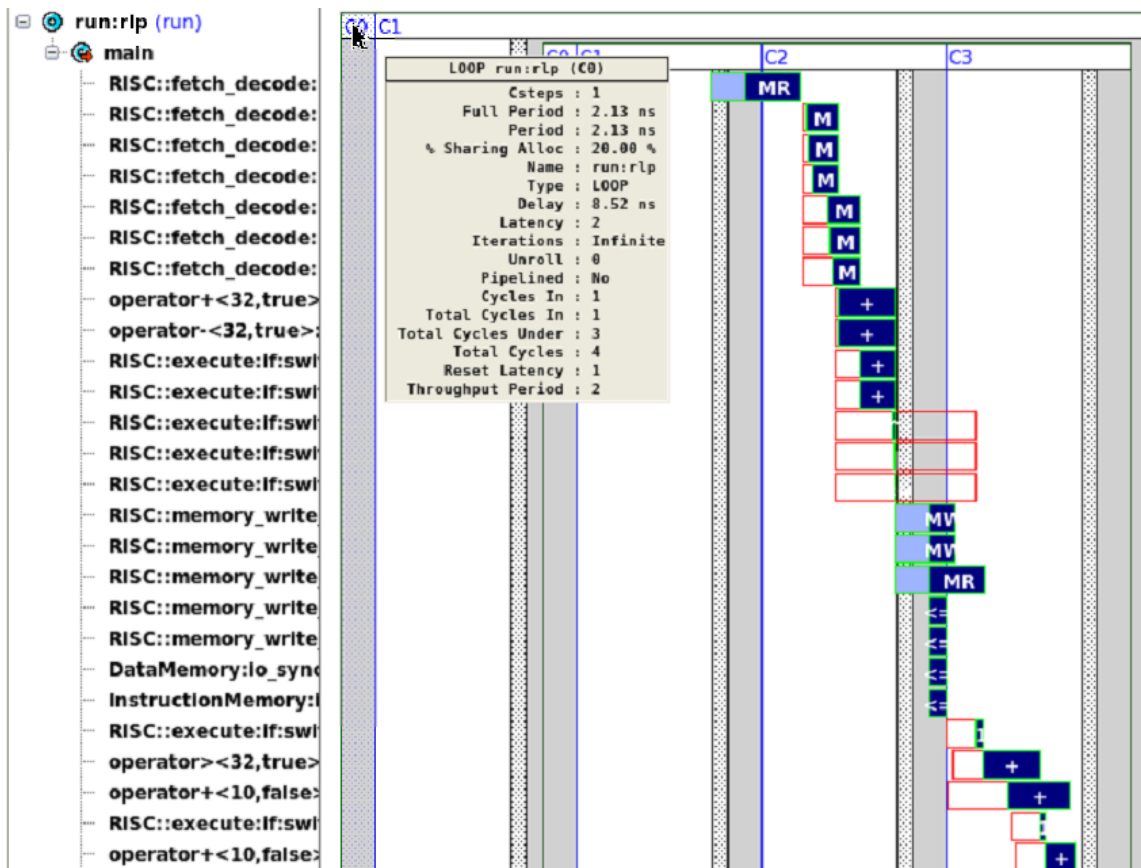 run:rlp (run)
C0 C1
main
C0 C1 C2 C3
RISC::fetch_decode:
MR
RISC::fetch_decode:
M
RISC::fetch_decode:
M
RISC::fetch_decode:
M
RISC::fetch_decode:
M
RISC::fetch_decode:
M
RISC::fetch_decode:
M
operator+<32,true>
+
operator-<32,true>:
+
RISC::execute:if:swi
+
RISC::execute:if:swi
+
RISC::execute:if:swi
RISC::execute:if:swi
RISC::execute:if:swi
RISC::memory_write_
MW
RISC::memory_write_
MW
RISC::memory_write_
MR
RISC::memory_write_
<=
RISC::memory_write_
<=
DataMemory:io_sync
<=
InstructionMemory:i
<=
RISC::execute:if:swi
operator><32,true>
+
operator+<10,false>
+
RISC::execute:if:swi
operator+<10,false>
+
LOOP run:rlp (C0)
Csteps : 1
Full Period : 2.13 ns
Period : 2.13 ns
% Sharing Alloc : 20.00 %
Name : run:rlp
Type : LOOP
Delay : 8.52 ns
Latency : 2
Iterations : Infinite
Unroll : 0
Pipelined : No
Cycles In : 1
Total Cycles In : 1
Total Cycles Under : 3
Total Cycles : 4
Reset Latency : 1
Throughput Period : 2